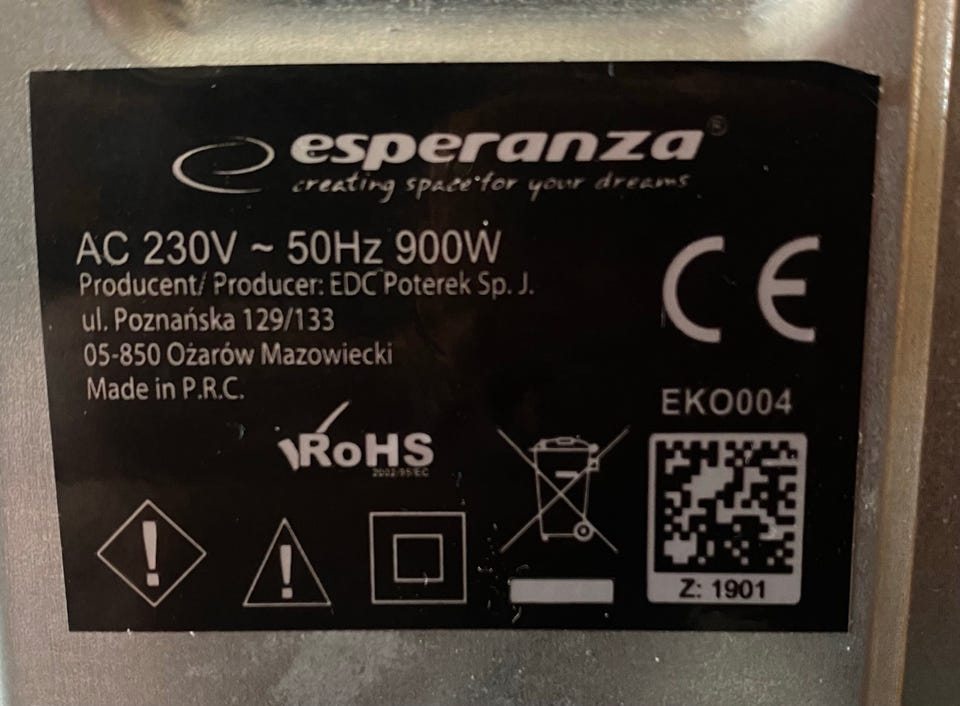 esperanza®
creating space for your dreams
AC 230V ~ 50Hz 900W
Producent/ Producer: EDC Poterek Sp. J.
ul. Poznańska 129/133
05-850 Ożarów Mazowiecki
Made in P.R.C.
CE
EKO004
RoHS
2002/95/EC
Z: 1901